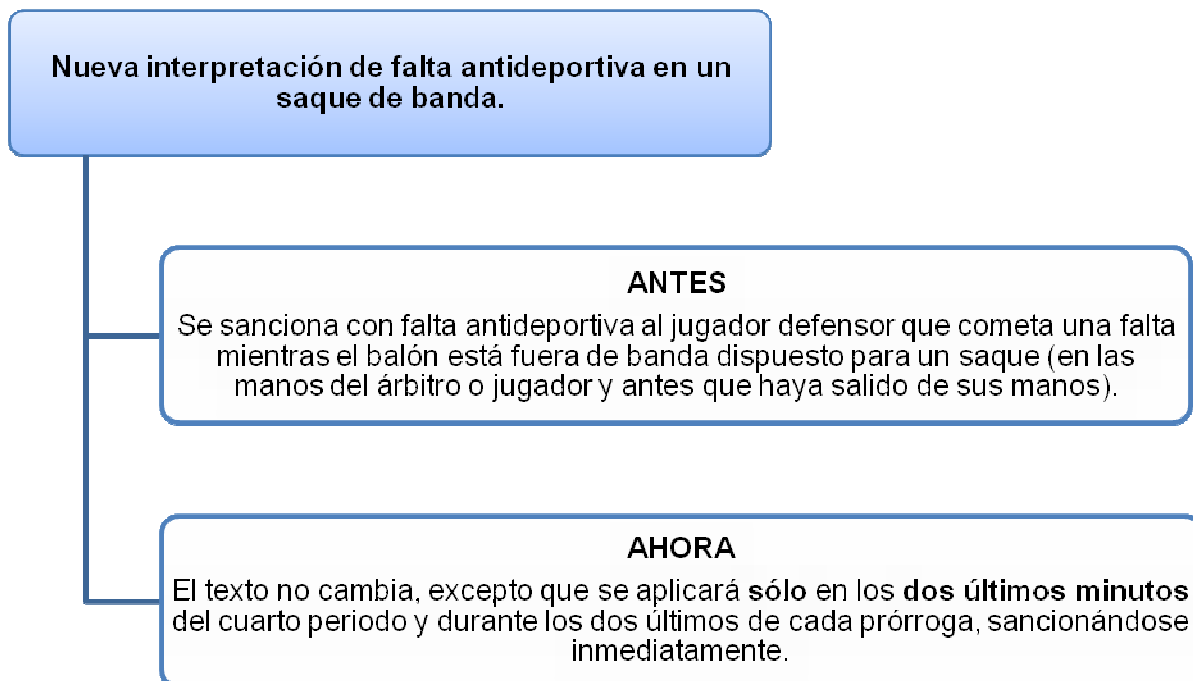 Nueva interpretación de falta antideportiva en un
saque de banda.
ANTES
Se sanciona con falta antideportiva al jugador defensor que cometa una falta
mientras el balón está fuera de banda dispuesto para un saque (en las
manos del árbitro o jugador y antes que haya salido de sus manos).
AHORA
El texto no cambia, excepto que se aplicará sólo en los dos últimos minutos
del cuarto periodo y durante los dos últimos de cada prórroga, sancionándose
inmediatamente.